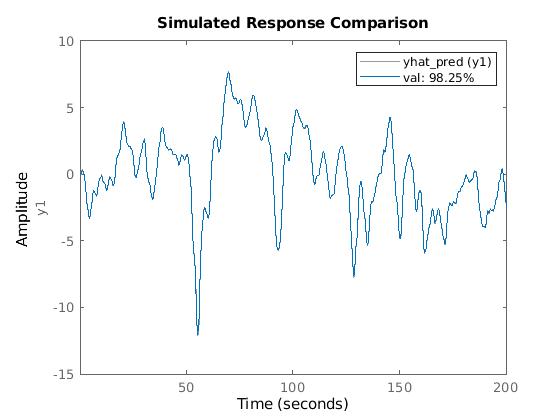 Simulated Response Comparison
10
5
0
-5
-10
-15
Amplitude
y1
yhat_pred (y1)
val: 98.25%
50
100
150
200
Time (seconds)